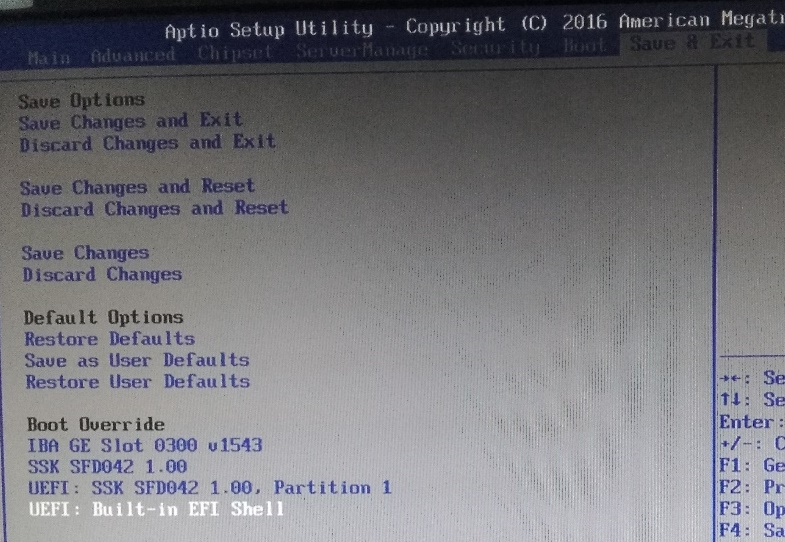 Aptio Setup Utility - Copyright (C) 2016 American Megat
Main Advanced Chipset ServerManage Security Boot Save & Exit
Save Options
Save Changes and Exit
Discard Changes and Exit
Save Changes and Reset
Discard Changes and Reset
Save Changes
Discard Changes
Default Options
Restore Defaults
Save as User Defaults
Restore User Defaults
Boot Override
IBA GE Slot 0300 v1543
SSK SFD042 1.00
UEFI: SSK SFD042 1.00, Partition 1
UEFI: Built-in EFI Shell
→←: Se
↑↓: Se
Enter:
+/-: C
F1: Ge
F2: Pr
F3: Op
F4: Sa